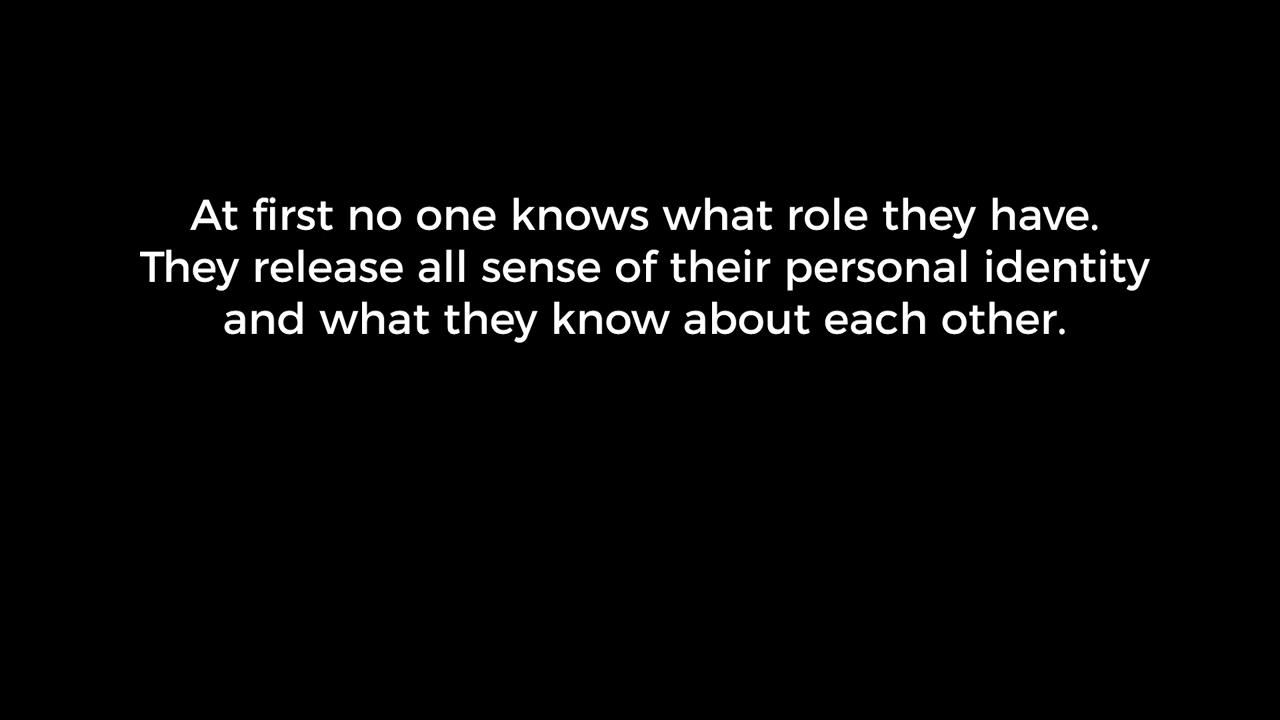 At first no one knows what role they have.
They release all sense of their personal identity
and what they know about each other.